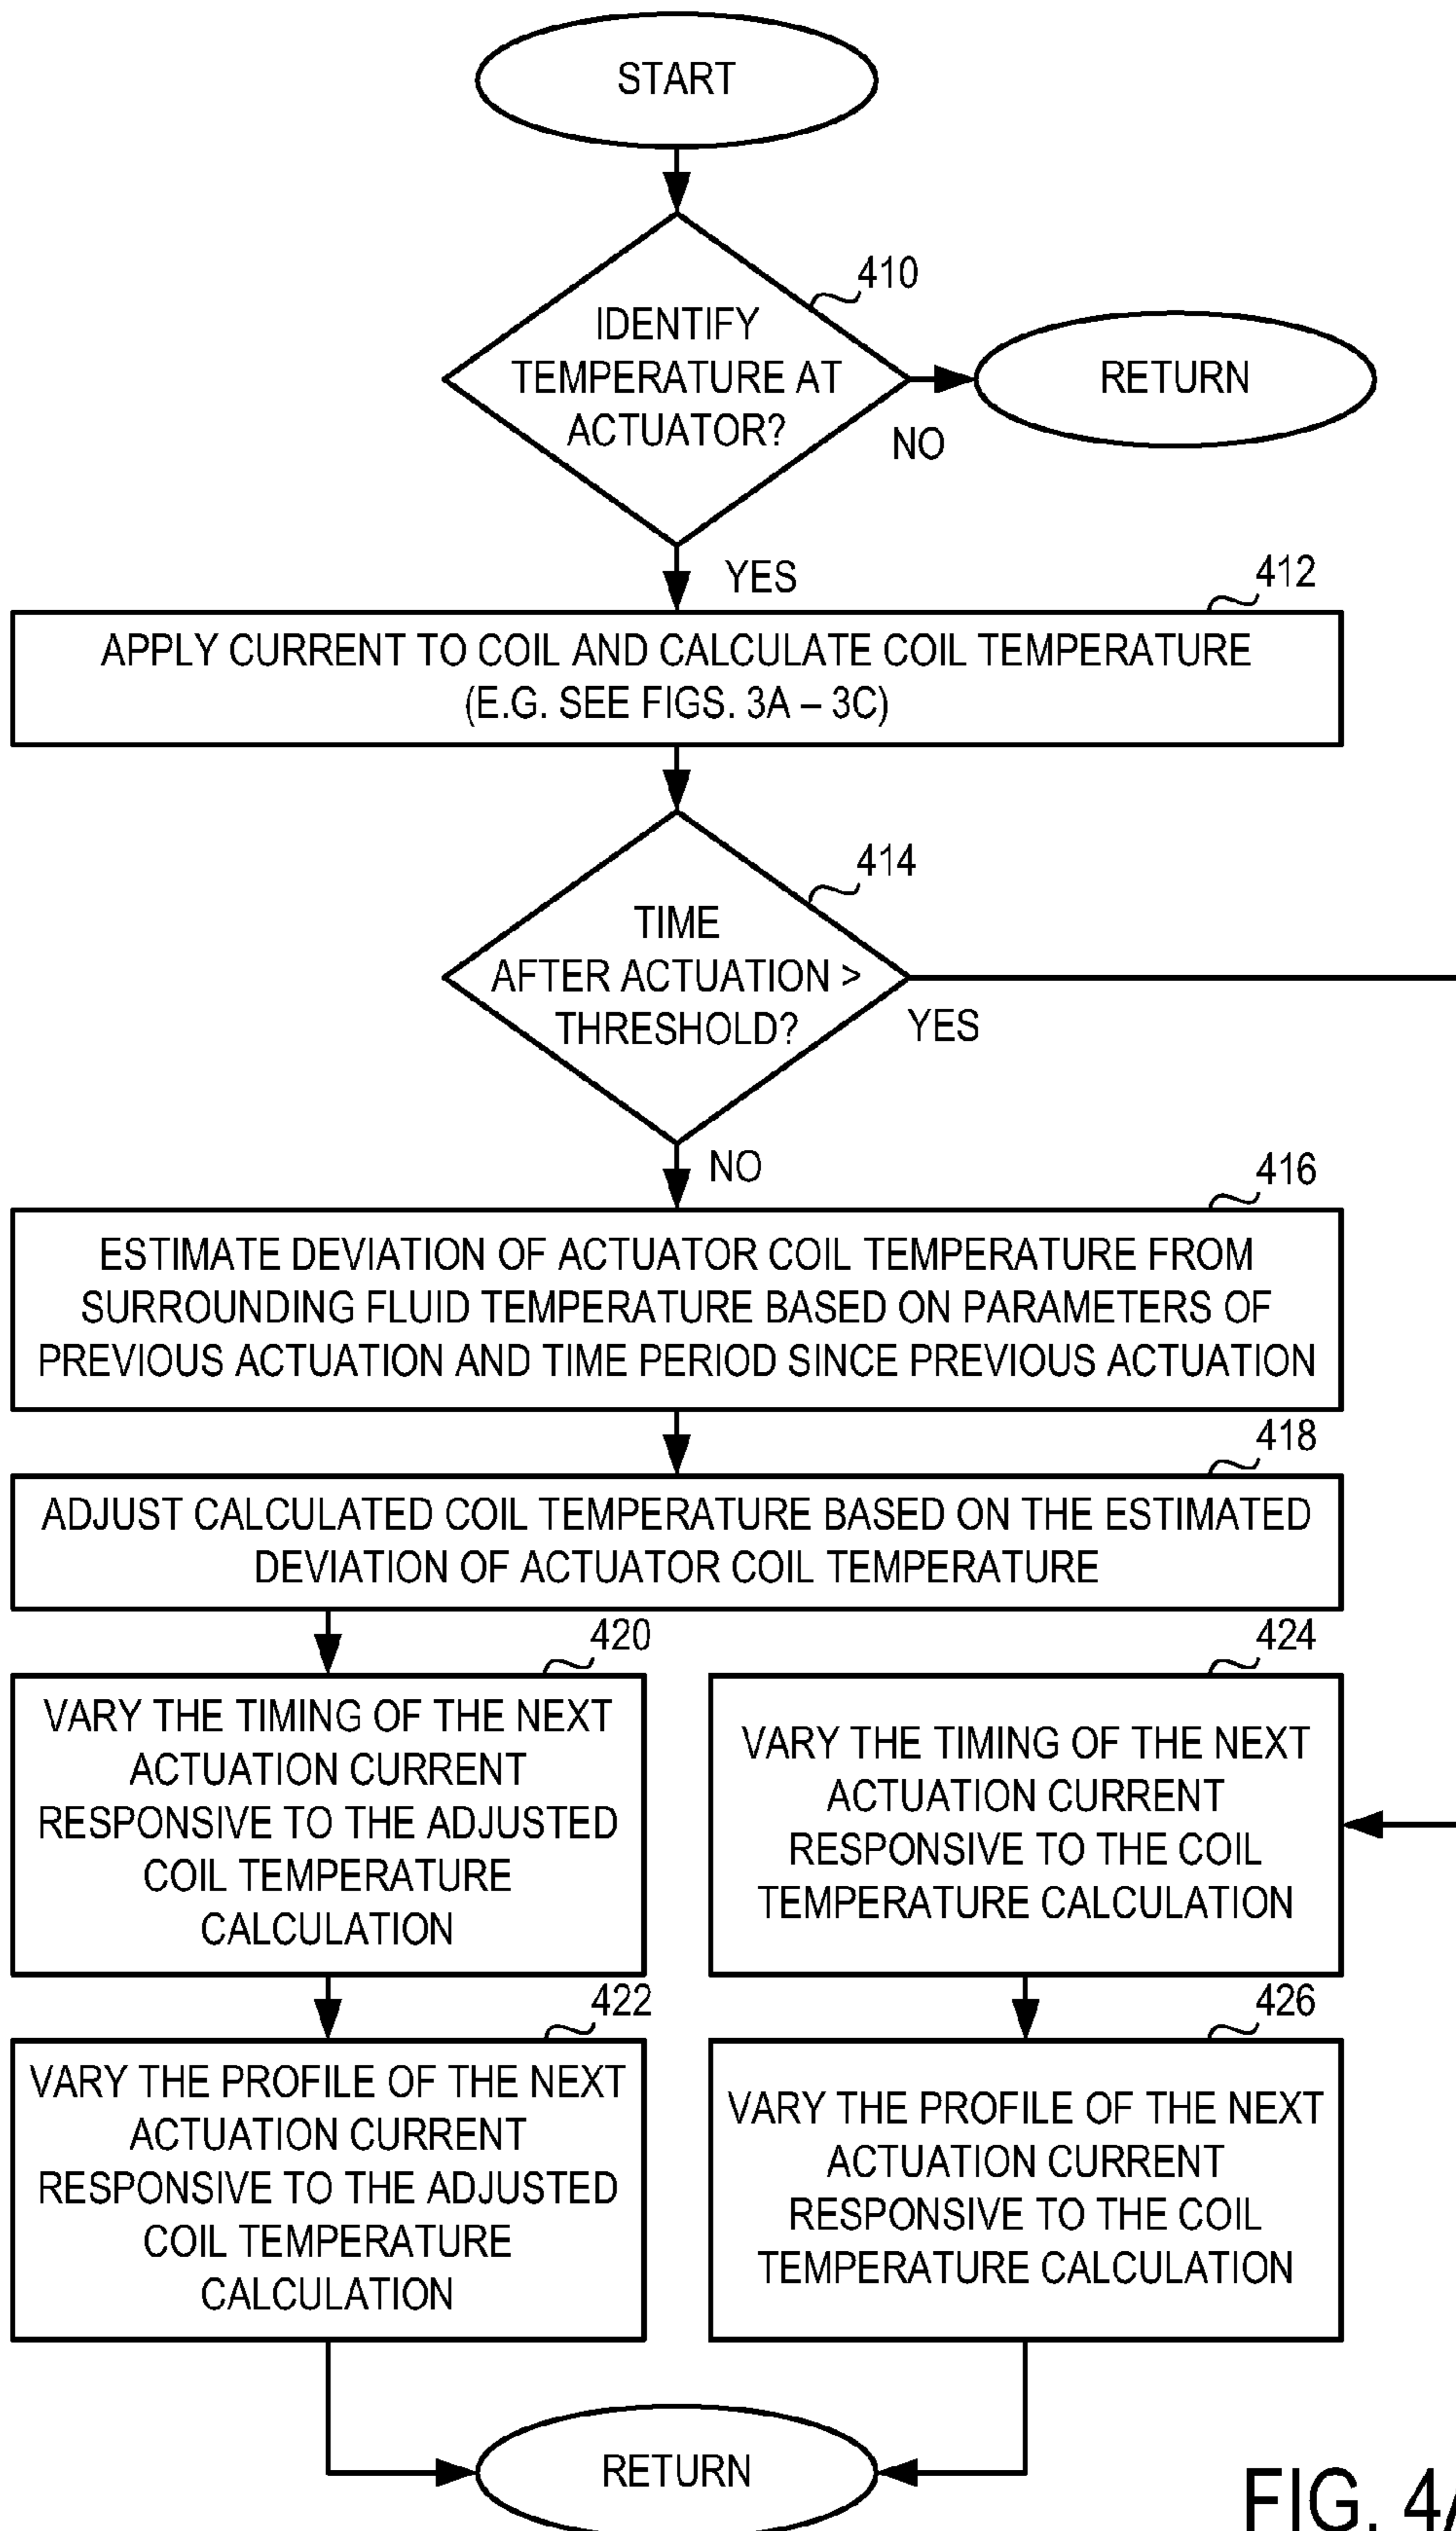 START
410
IDENTIFY
TEMPERATURE AT
ACTUATOR?
RETURN
NO
YES
412
APPLY CURRENT TO COIL AND CALCULATE COIL TEMPERATURE
(E.G. SEE FIGS. 3A – 3C)
414
TIME
AFTER ACTUATION >
THRESHOLD?
YES
NO
416
ESTIMATE DEVIATION OF ACTUATOR COIL TEMPERATURE FROM
SURROUNDING FLUID TEMPERATURE BASED ON PARAMETERS OF
PREVIOUS ACTUATION AND TIME PERIOD SINCE PREVIOUS ACTUATION
418
ADJUST CALCULATED COIL TEMPERATURE BASED ON THE ESTIMATED
DEVIATION OF ACTUATOR COIL TEMPERATURE
420
VARY THE TIMING OF THE NEXT
ACTUATION CURRENT
RESPONSIVE TO THE ADJUSTED
COIL TEMPERATURE
CALCULATION
424
VARY THE TIMING OF THE NEXT
ACTUATION CURRENT
RESPONSIVE TO THE COIL
TEMPERATURE CALCULATION
422
VARY THE PROFILE OF THE NEXT
ACTUATION CURRENT
RESPONSIVE TO THE ADJUSTED
COIL TEMPERATURE
CALCULATION
426
VARY THE PROFILE OF THE NEXT
ACTUATION CURRENT
RESPONSIVE TO THE COIL
TEMPERATURE CALCULATION
RETURN
FIG. 4A